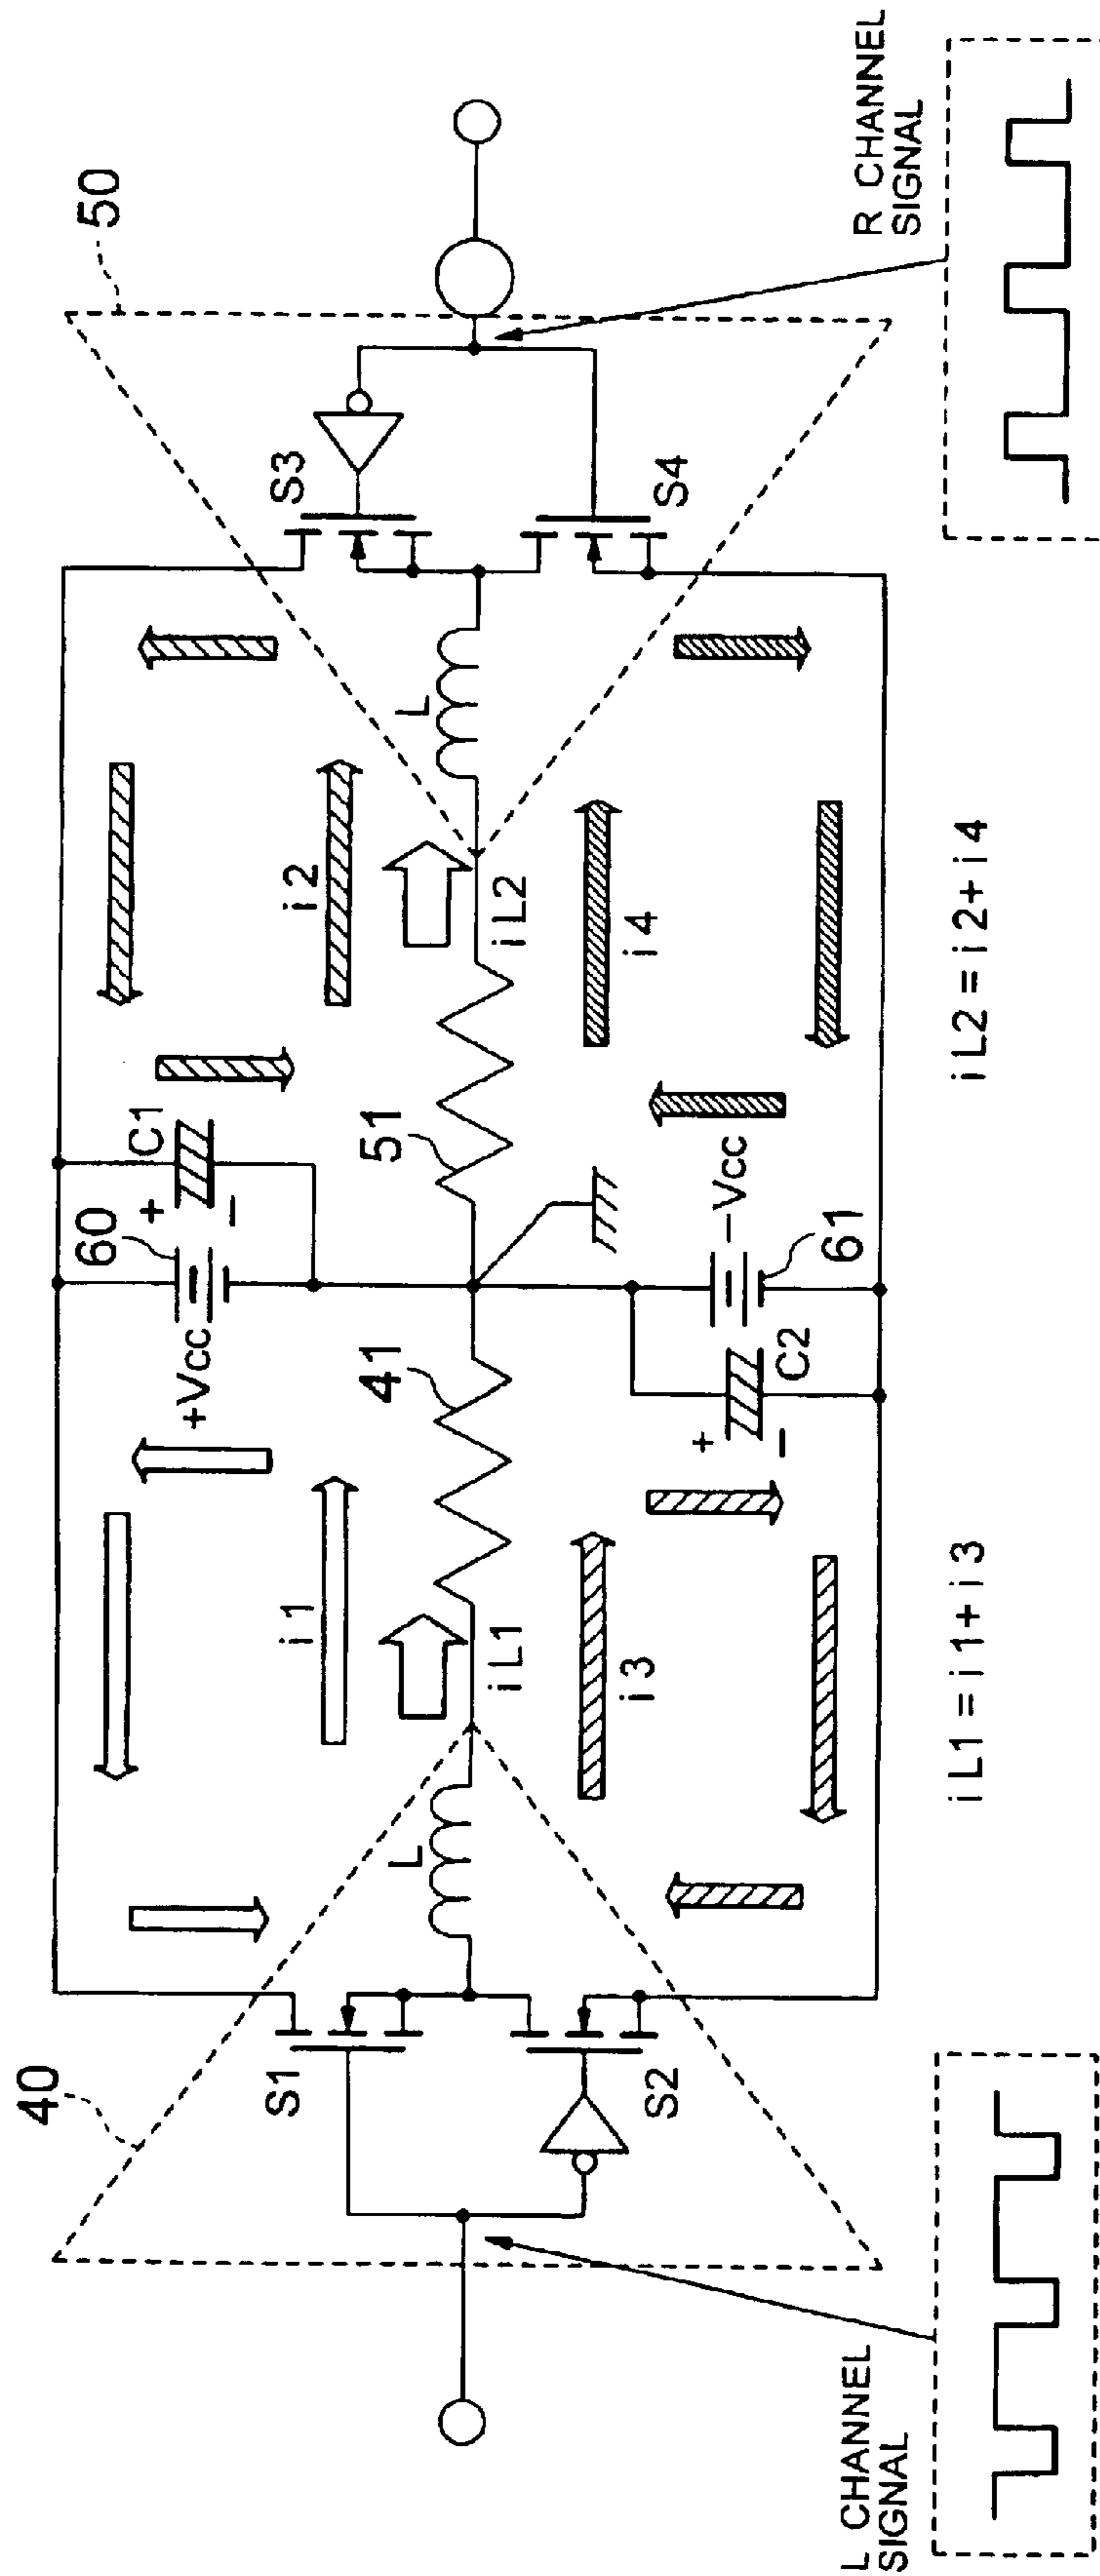 40
50
S1
S2
S3
S4
L
L
iL1
iL2
i1
i2
i3
i4
41
51
+Vcc
60
C1
+
−
−Vcc
61
C2
+
−
iL1 = i1 + i3
iL2 = i2 + i4
L CHANNEL
SIGNAL
R CHANNEL
SIGNAL